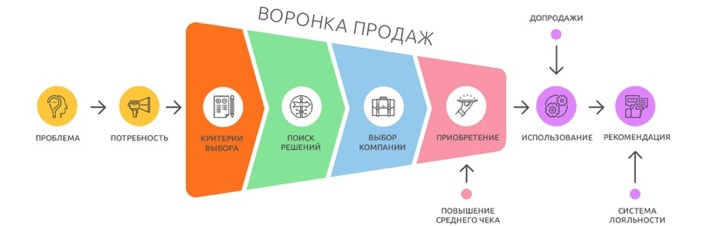 ВОРОНКА ПРОДАЖ
ДОПРОДАЖИ
ПРОБЛЕМА
ПОТРЕБНОСТЬ
КРИТЕРИИ
ВЫБОРА
ПОИСК
РЕШЕНИЙ
ВЫБОР
КОМПАНИИ
ПРИОБРЕТЕНИЕ
ИСПОЛЬЗОВАНИЕ
РЕКОМЕНДАЦИЯ
ПОВЫШЕНИЕ
СРЕДНЕГО ЧЕКА
СИСТЕМА
ЛОЯЛЬНОСТИ